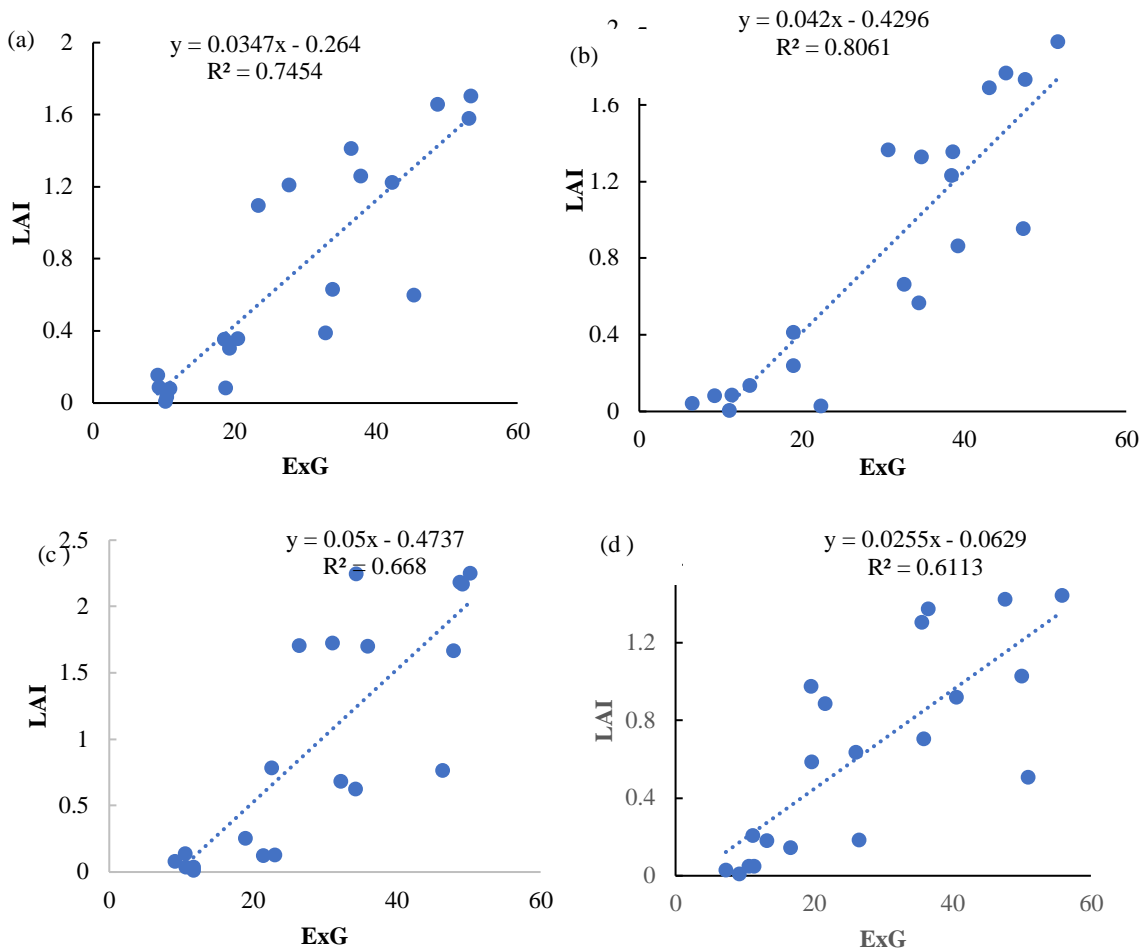 (a)
y = 0.0347x - 0.264
R² = 0.7454
2
1.6
1.2
0.8
0.4
0
LAI
0
20
40
60
ExG
(b)
y = 0.042x - 0.4296
R² = 0.8061
1.6
1.2
0.8
0.4
0
LAI
0
20
40
60
ExG
(c )
y = 0.05x - 0.4737
R² = 0.668
2.5
2
1.5
1
0.5
0
LAI
0
20
40
60
ExG
(d )
y = 0.0255x - 0.0629
R² = 0.6113
1.2
0.8
0.4
0
LAI
0
20
40
60
ExG